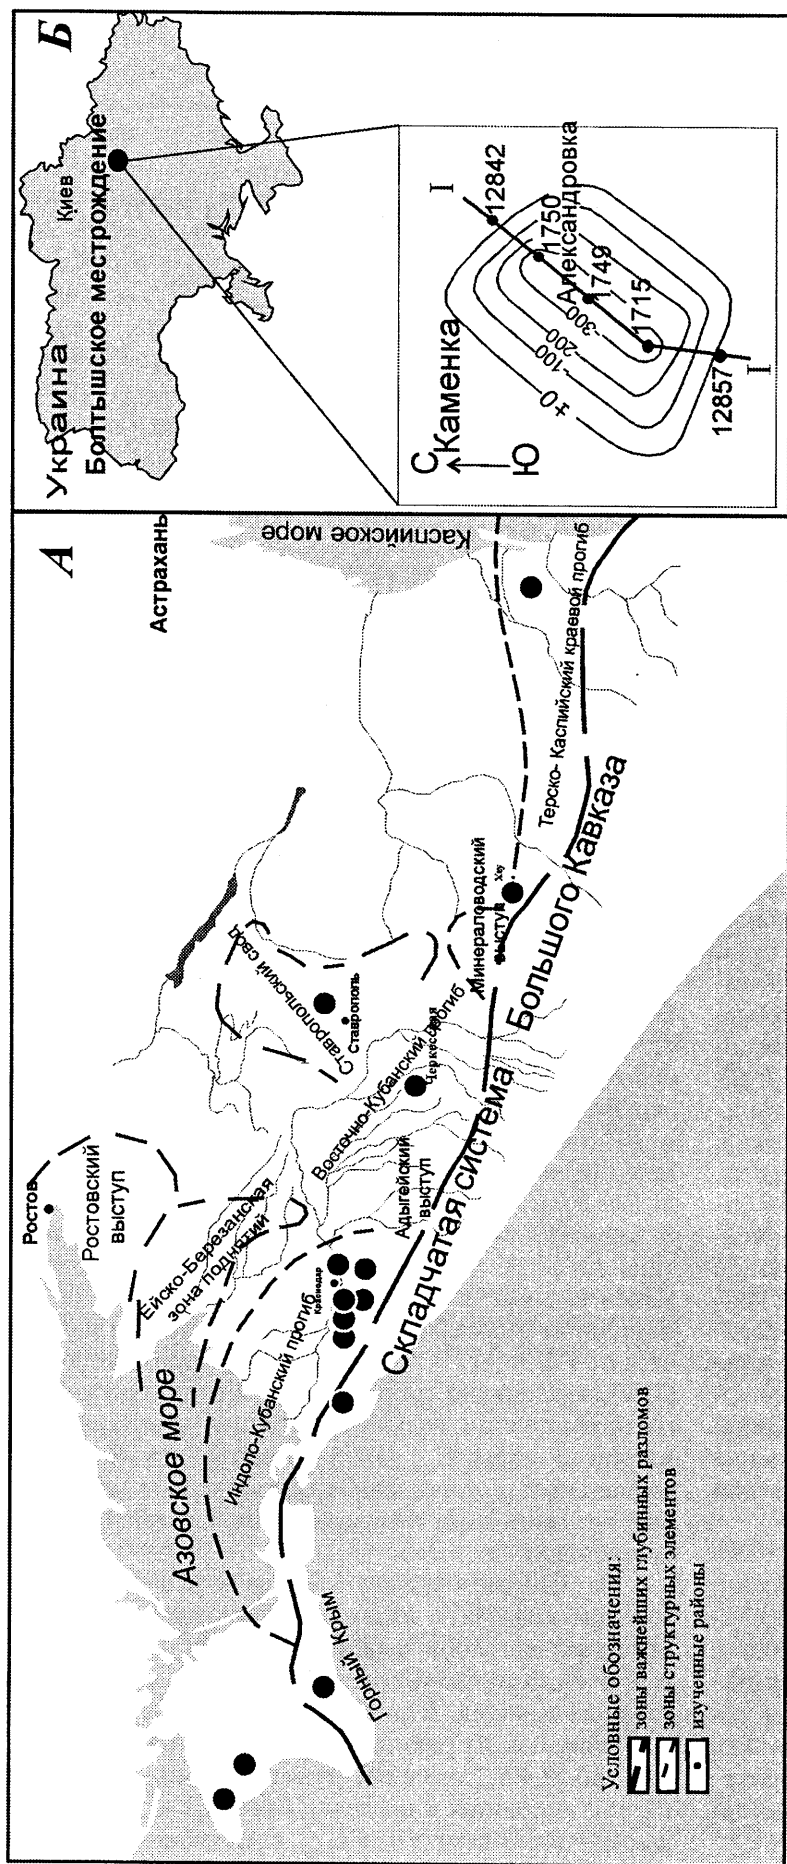 А
Астрахань
Каспийское море
Ростов
Ростовский
выступ
Ейско-Березанская
зона поднятий
Азовское море
Индоло-Кубанский прогиб
Краснодар
Ставропольский свод
Ставрополь
Восточно-Кубанский прогиб
Черкесск
Адыгейский
выступ
Минераловодский
выступ
Терско- Каспийский краевой прогиб
Складчатая система Большого Кавказа
Горный Крым
Условные обозначения:
зоны важнейших глубинных разломов
зоны структурных элементов
изученные районы
Б
Украина
Киев
Болтышское местрождение
С
Каменка
Ю
I
12842
1750
Александровка
1749
1715
-300
200
-100
±0
12857
I